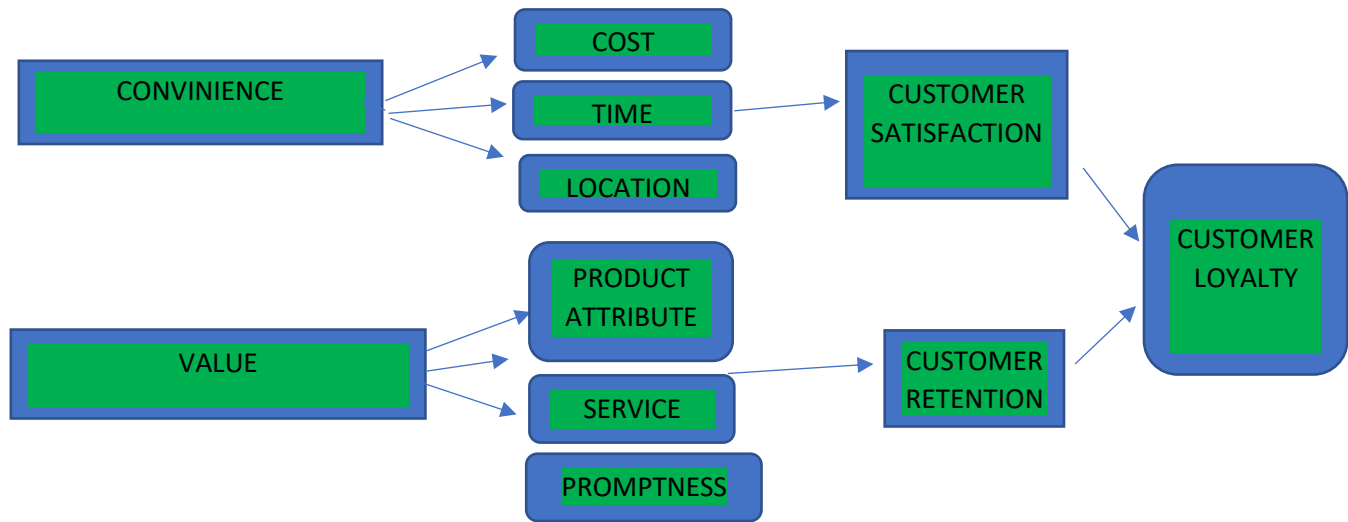 CONVINIENCE
COST
TIME
LOCATION
CUSTOMER
SATISFACTION
VALUE
PRODUCT
ATTRIBUTE
SERVICE
PROMPTNESS
CUSTOMER
RETENTION
CUSTOMER
LOYALTY